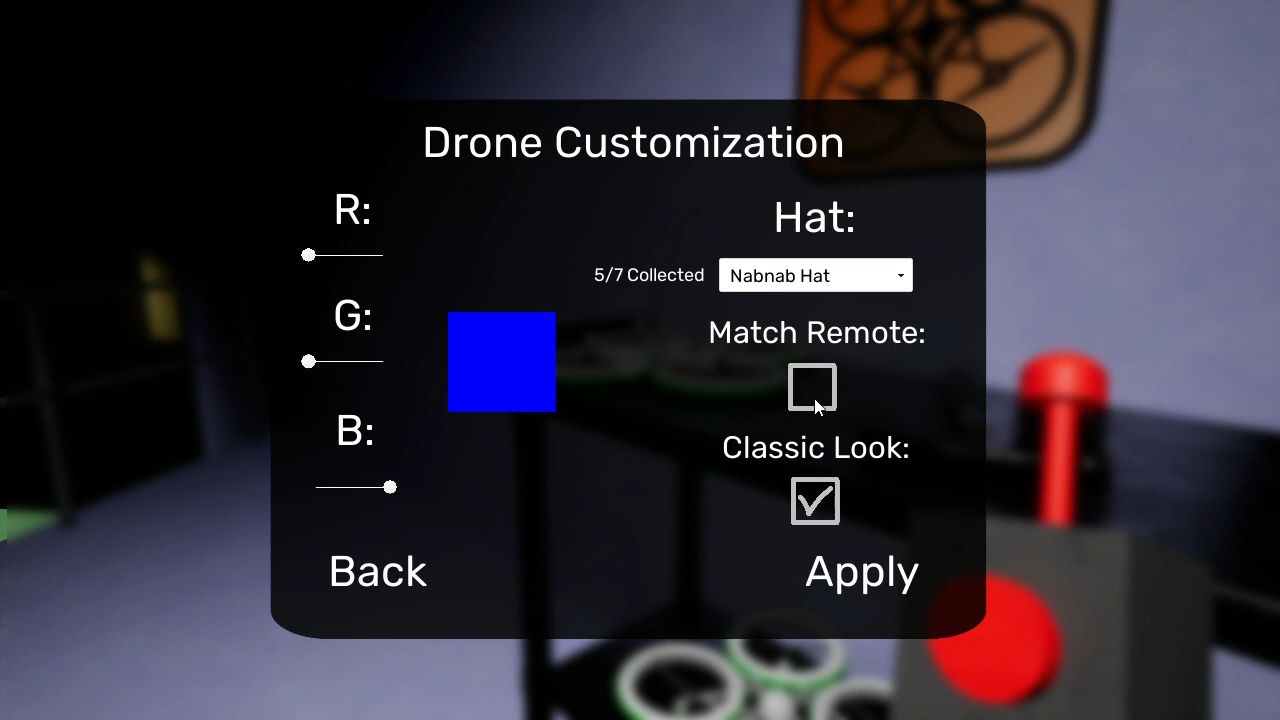 Drone Customization
R:
G:
B:
Hat:
5/7 Collected
Nabnab Hat
Match Remote:
Classic Look:
Back
Apply